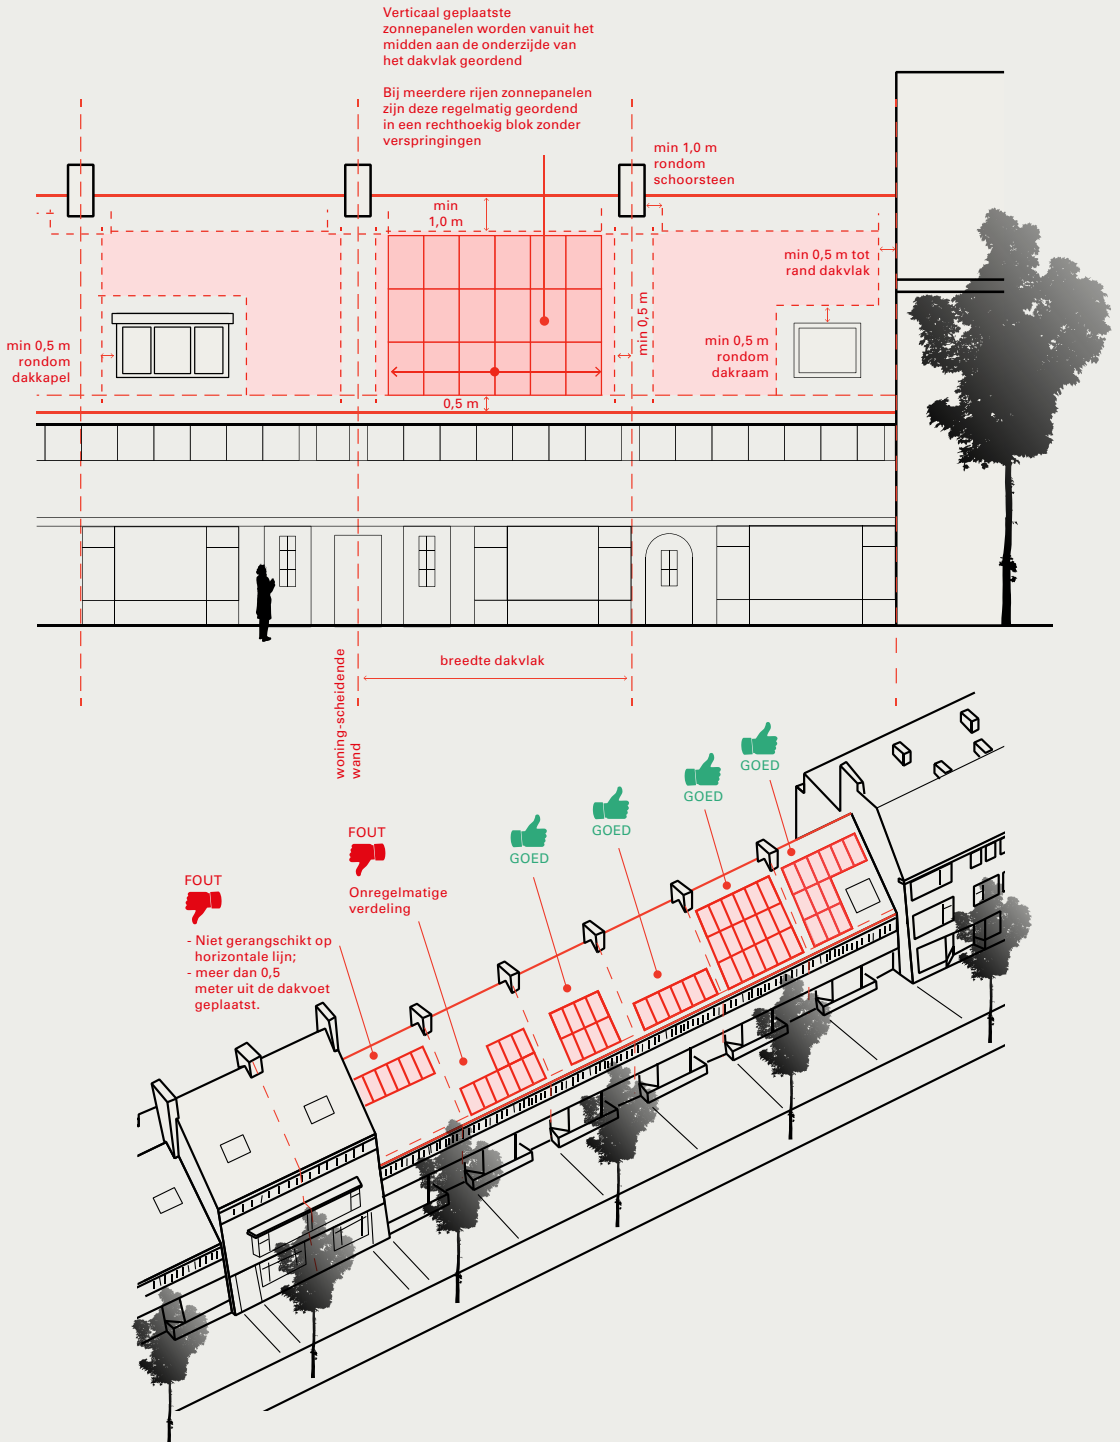 Verticaal geplaatste
zonnepanelen worden vanuit het
midden aan de onderzijde van
het dakvlak geordend
Bij meerdere rijen zonnepanelen
zijn deze regelmatig geordend
in een rechthoekig blok zonder
verspringingen
min 1,0 m
rondom
schoorsteen
min
1,0 m
min 0,5 m tot
rand dakvlak
min 0,5 m
rondom
dakkapel
min 0,5 m
min 0,5 m
rondom
dakraam
0,5 m
breedte dakvlak
woning-scheidende
wand
GOED
GOED
GOED
GOED
FOUT
Onregelmatige
verdeling
FOUT
- Niet gerangschikt op
horizontale lijn;
- meer dan 0,5
meter uit de dakvoet
geplaatst.